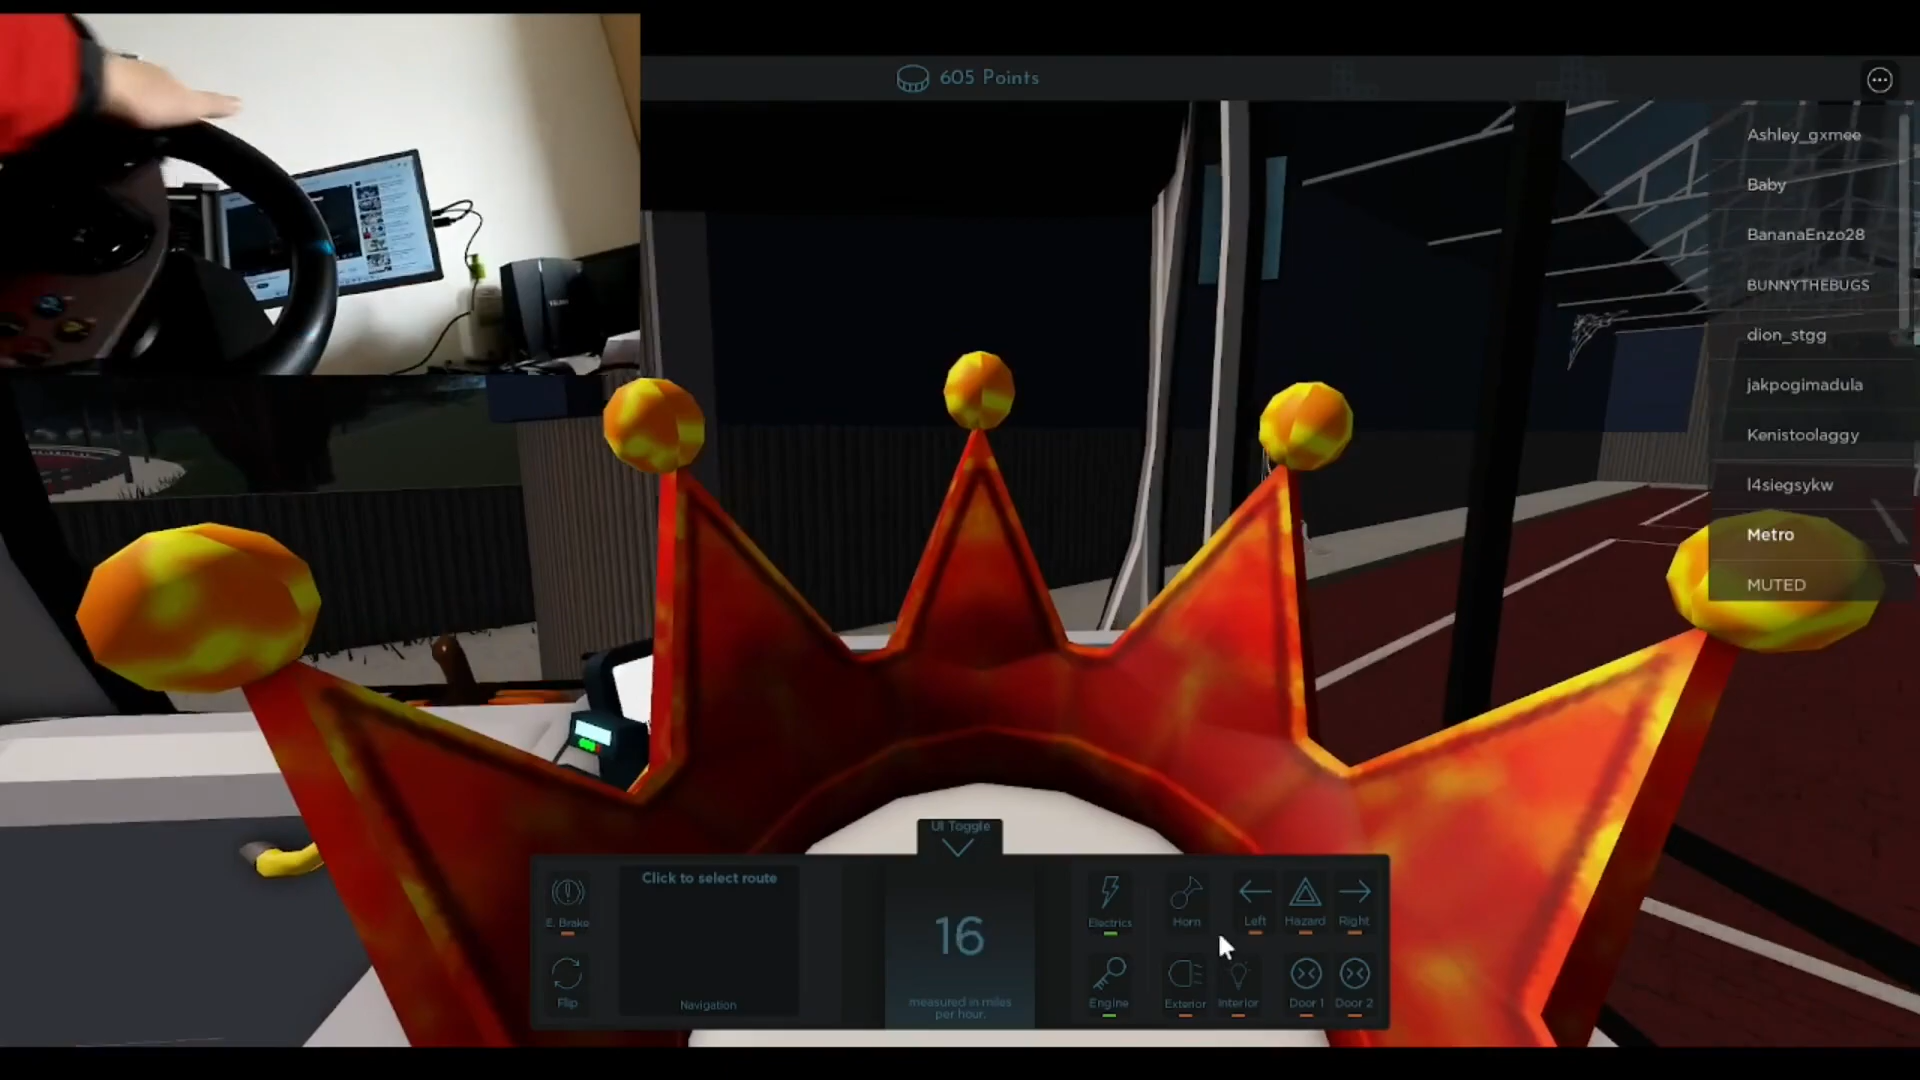 605 Points
Ashley_gxmee
Baby
BananaEnzo28
BUNNYTHEBUGS
dion_stgg
jakpogimadula
Kenistoolaggy
l4siegsykw
Metro
MUTED
UI Toggle
E. Brake
Flip
Click to select route
Navigation
16
measured in miles
per hour.
Electrics
Horn
Left
Hazard
Right
Engine
Exterior
Interior
Door 1
Door 2